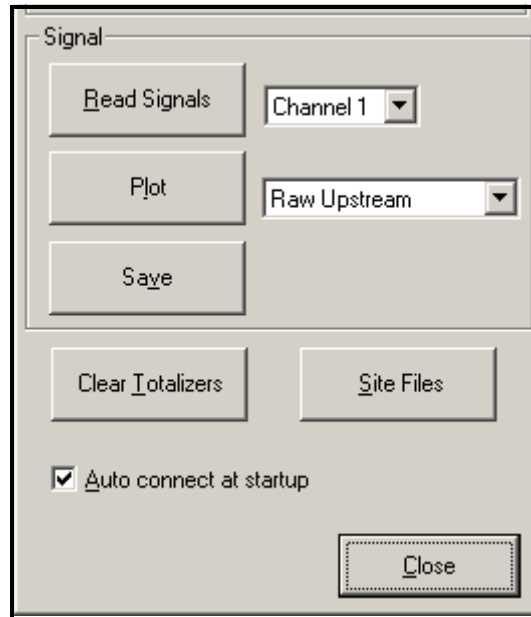 Signal
Read Signals
Channel 1
Plot
Raw Upstream
Save
Clear Totalizers
Site Files
Auto connect at startup
Close